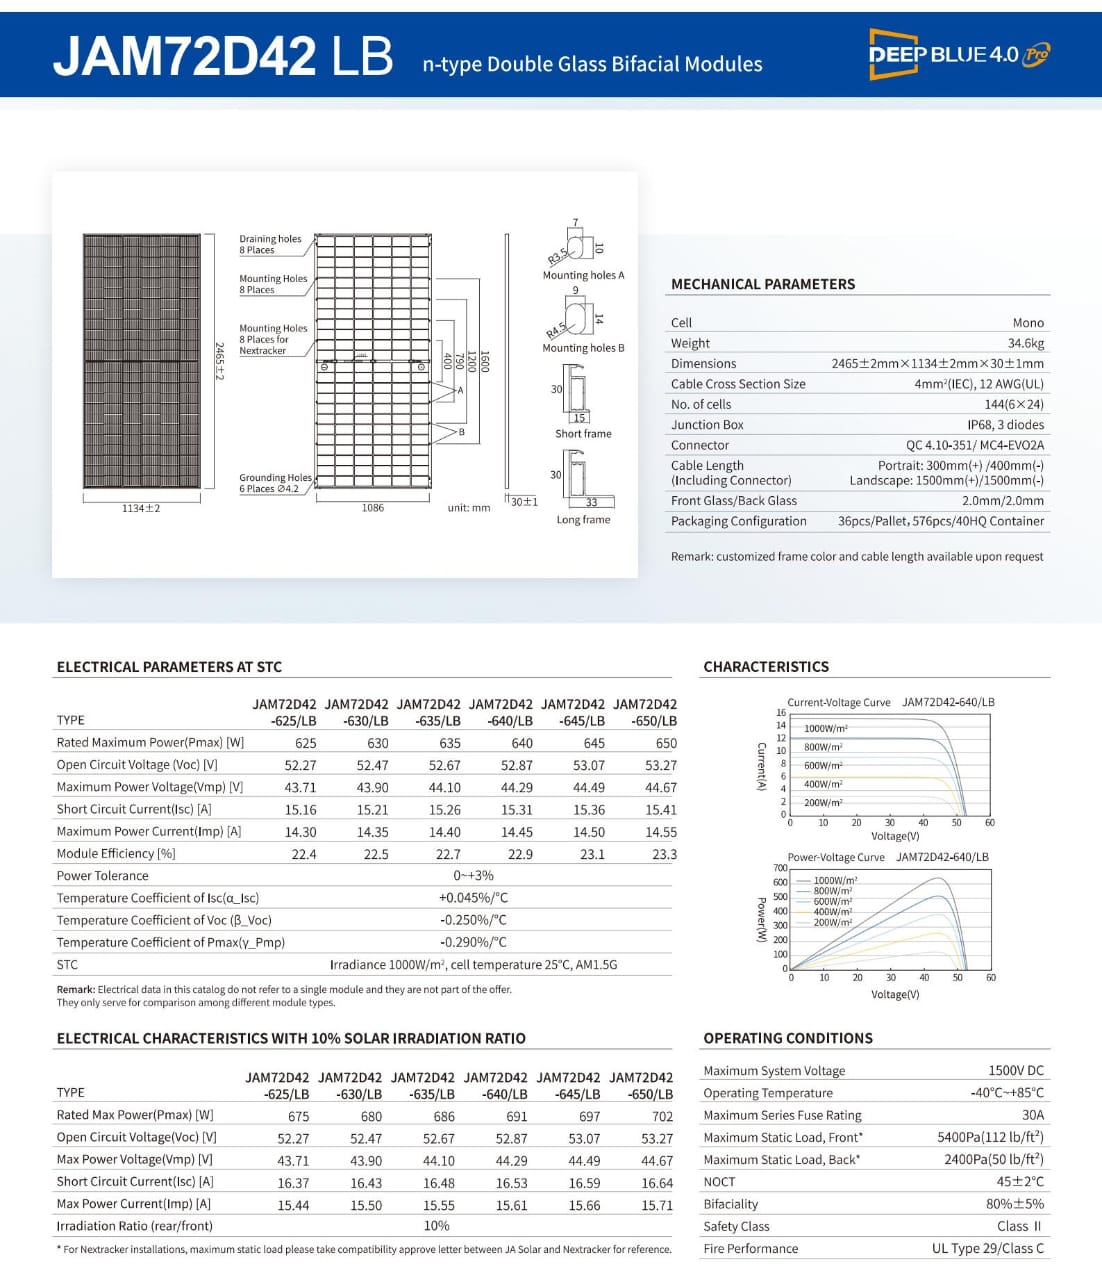 JAM72D42 LB n-type Double Glass Bifacial Modules
DEEP BLUE 4.0 Pro
Draining holes
8 Places
Mounting Holes
8 Places
Mounting Holes
8 Places for
Nextracker
Grounding Holes
6 Places Ø4.2
2465±2
1134±2
1086
unit: mm
400
790
1200
1600
A
B
30±1
7
10
R3.5
Mounting holes A
9
14
R4.5
Mounting holes B
30
15
Short frame
30
33
Long frame
MECHANICAL PARAMETERS
Cell Mono
Weight 34.6kg
Dimensions 2465±2mm×1134±2mm×30±1mm
Cable Cross Section Size 4mm²(IEC), 12 AWG(UL)
No. of cells 144(6×24)
Junction Box IP68, 3 diodes
Connector QC 4.10-351/ MC4-EVO2A
Cable Length Portrait: 300mm(+) /400mm(-)
(Including Connector) Landscape: 1500mm(+)/1500mm(-)
Front Glass/Back Glass 2.0mm/2.0mm
Packaging Configuration 36pcs/Pallet, 576pcs/40HQ Container
Remark: customized frame color and cable length available upon request
ELECTRICAL PARAMETERS AT STC
JAM72D42 JAM72D42 JAM72D42 JAM72D42 JAM72D42 JAM72D42
TYPE -625/LB -630/LB -635/LB -640/LB -645/LB -650/LB
Rated Maximum Power(Pmax) [W] 625 630 635 640 645 650
Open Circuit Voltage (Voc) [V] 52.27 52.47 52.67 52.87 53.07 53.27
Maximum Power Voltage(Vmp) [V] 43.71 43.90 44.10 44.29 44.49 44.67
Short Circuit Current(Isc) [A] 15.16 15.21 15.26 15.31 15.36 15.41
Maximum Power Current(Imp) [A] 14.30 14.35 14.40 14.45 14.50 14.55
Module Efficiency [%] 22.4 22.5 22.7 22.9 23.1 23.3
Power Tolerance 0~+3%
Temperature Coefficient of Isc(α_Isc) +0.045%/°C
Temperature Coefficient of Voc (β_Voc) -0.250%/°C
Temperature Coefficient of Pmax(γ_Pmp) -0.290%/°C
STC Irradiance 1000W/m², cell temperature 25°C, AM1.5G
Remark: Electrical data in this catalog do not refer to a single module and they are not part of the offer.
They only serve for comparison among different module types.
CHARACTERISTICS
Current-Voltage Curve JAM72D42-640/LB
Current(A)
16
14
12
10
8
6
4
2
0
1000W/m²
800W/m²
600W/m²
400W/m²
200W/m²
0 10 20 30 40 50 60
Voltage(V)
Power-Voltage Curve JAM72D42-640/LB
Power(W)
700
600
500
400
300
200
100
0
1000W/m²
800W/m²
600W/m²
400W/m²
200W/m²
0 10 20 30 40 50 60
Voltage(V)
ELECTRICAL CHARACTERISTICS WITH 10% SOLAR IRRADIATION RATIO
JAM72D42 JAM72D42 JAM72D42 JAM72D42 JAM72D42 JAM72D42
TYPE -625/LB -630/LB -635/LB -640/LB -645/LB -650/LB
Rated Max Power(Pmax) [W] 675 680 686 691 697 702
Open Circuit Voltage(Voc) [V] 52.27 52.47 52.67 52.87 53.07 53.27
Max Power Voltage(Vmp) [V] 43.71 43.90 44.10 44.29 44.49 44.67
Short Circuit Current(Isc) [A] 16.37 16.43 16.48 16.53 16.59 16.64
Max Power Current(Imp) [A] 15.44 15.50 15.55 15.61 15.66 15.71
Irradiation Ratio (rear/front) 10%
* For Nextracker installations, maximum static load please take compatibility approve letter between JA Solar and Nextracker for reference.
OPERATING CONDITIONS
Maximum System Voltage 1500V DC
Operating Temperature -40°C~+85°C
Maximum Series Fuse Rating 30A
Maximum Static Load, Front* 5400Pa(112 lb/ft²)
Maximum Static Load, Back* 2400Pa(50 lb/ft²)
NOCT 45±2°C
Bifaciality 80%±5%
Safety Class Class Ⅱ
Fire Performance UL Type 29/Class C